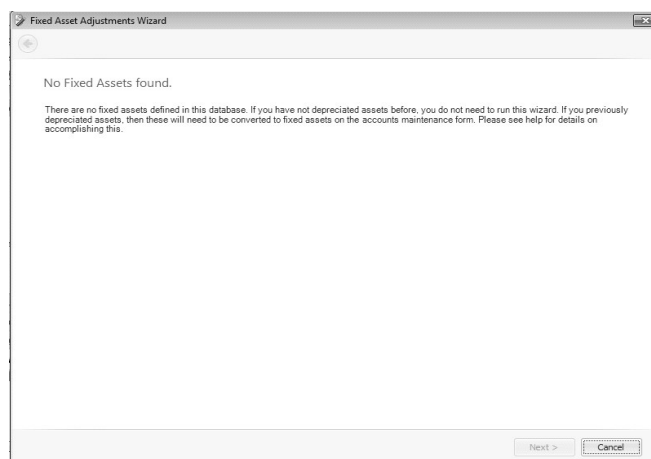 Fixed Asset Adjustments Wizard
No Fixed Assets found.
There are no fixed assets defined in this database. If you have not depreciated assets before, you do not need to run this wizard. If you previously
depreciated assets, then these will need to be converted to fixed assets on the accounts maintenance form. Please see help for details on
accomplishing this.
Next >
Cancel